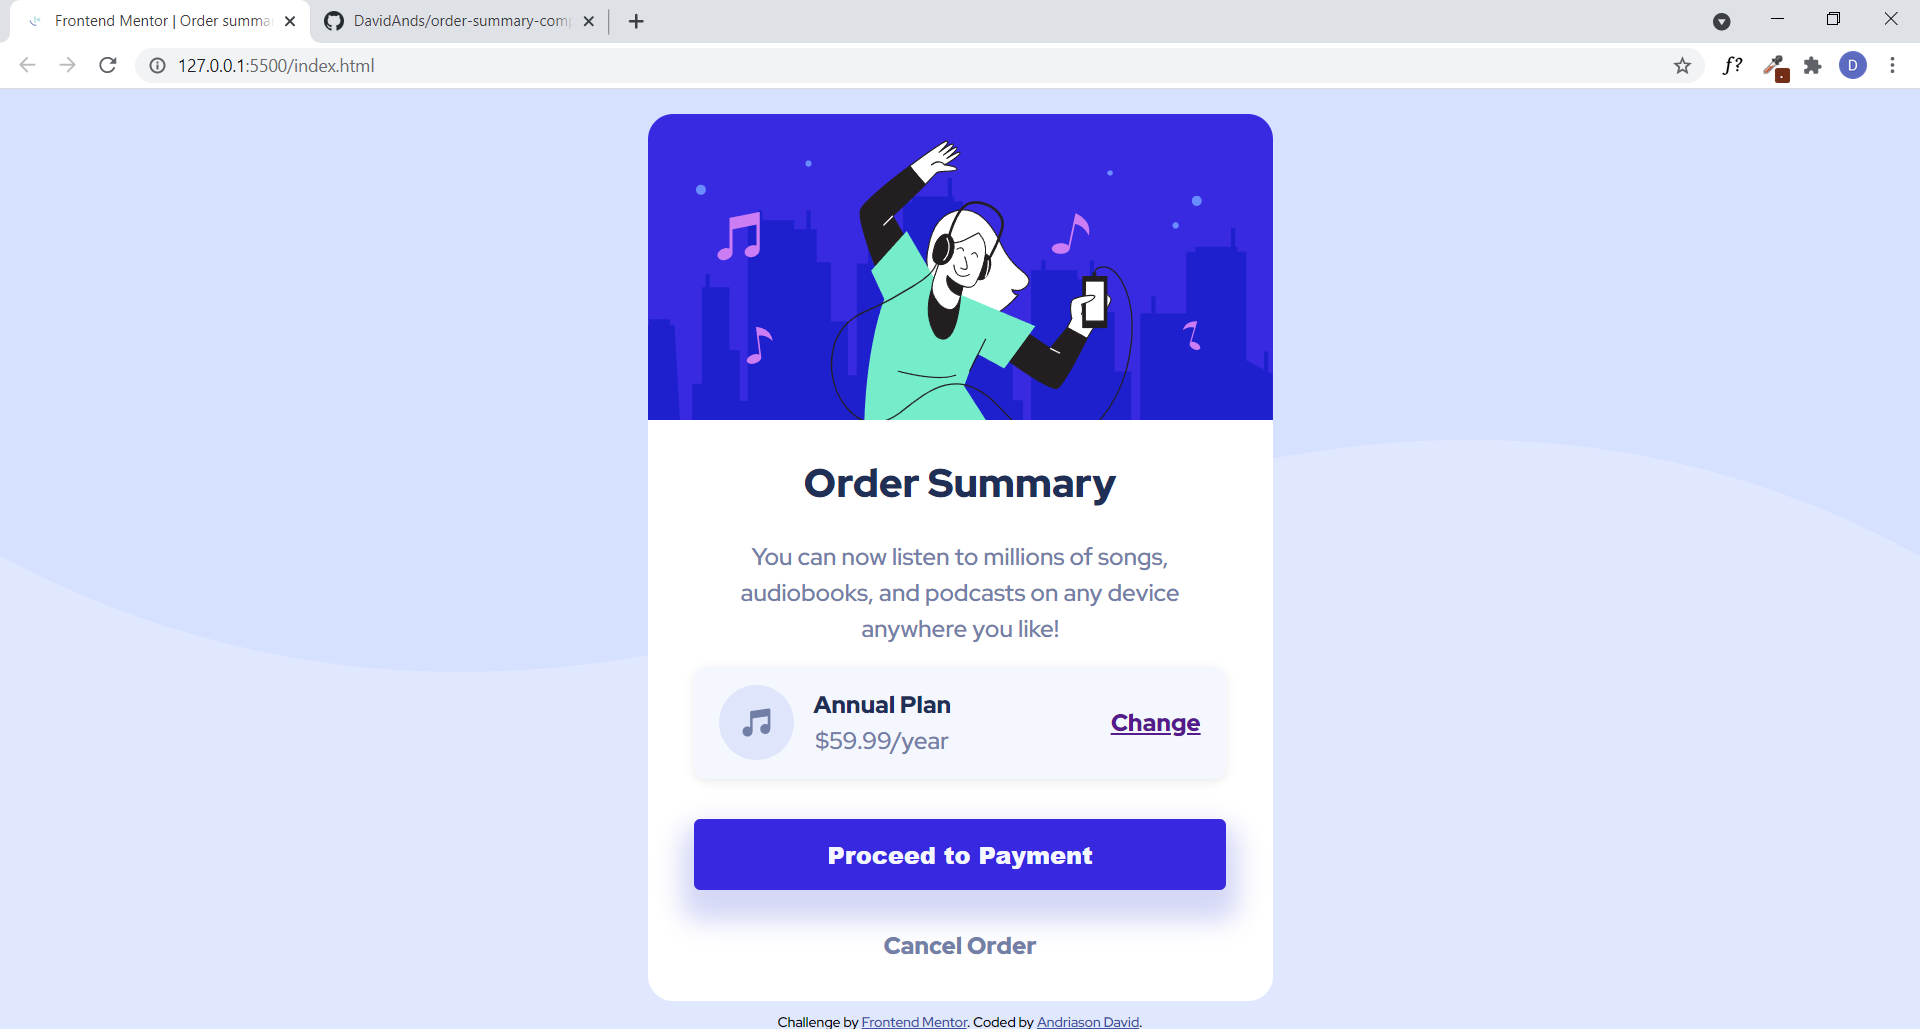 Frontend Mentor | Order summa
DavidAnds/order-summary-com
127.0.0.1:5500/index.html
f?
D
Order Summary
You can now listen to millions of songs,
audiobooks, and podcasts on any device
anywhere you like!
Annual Plan
$59.99/year
Change
Proceed to Payment
Cancel Order
Challenge by Frontend Mentor. Coded by Andriason David.